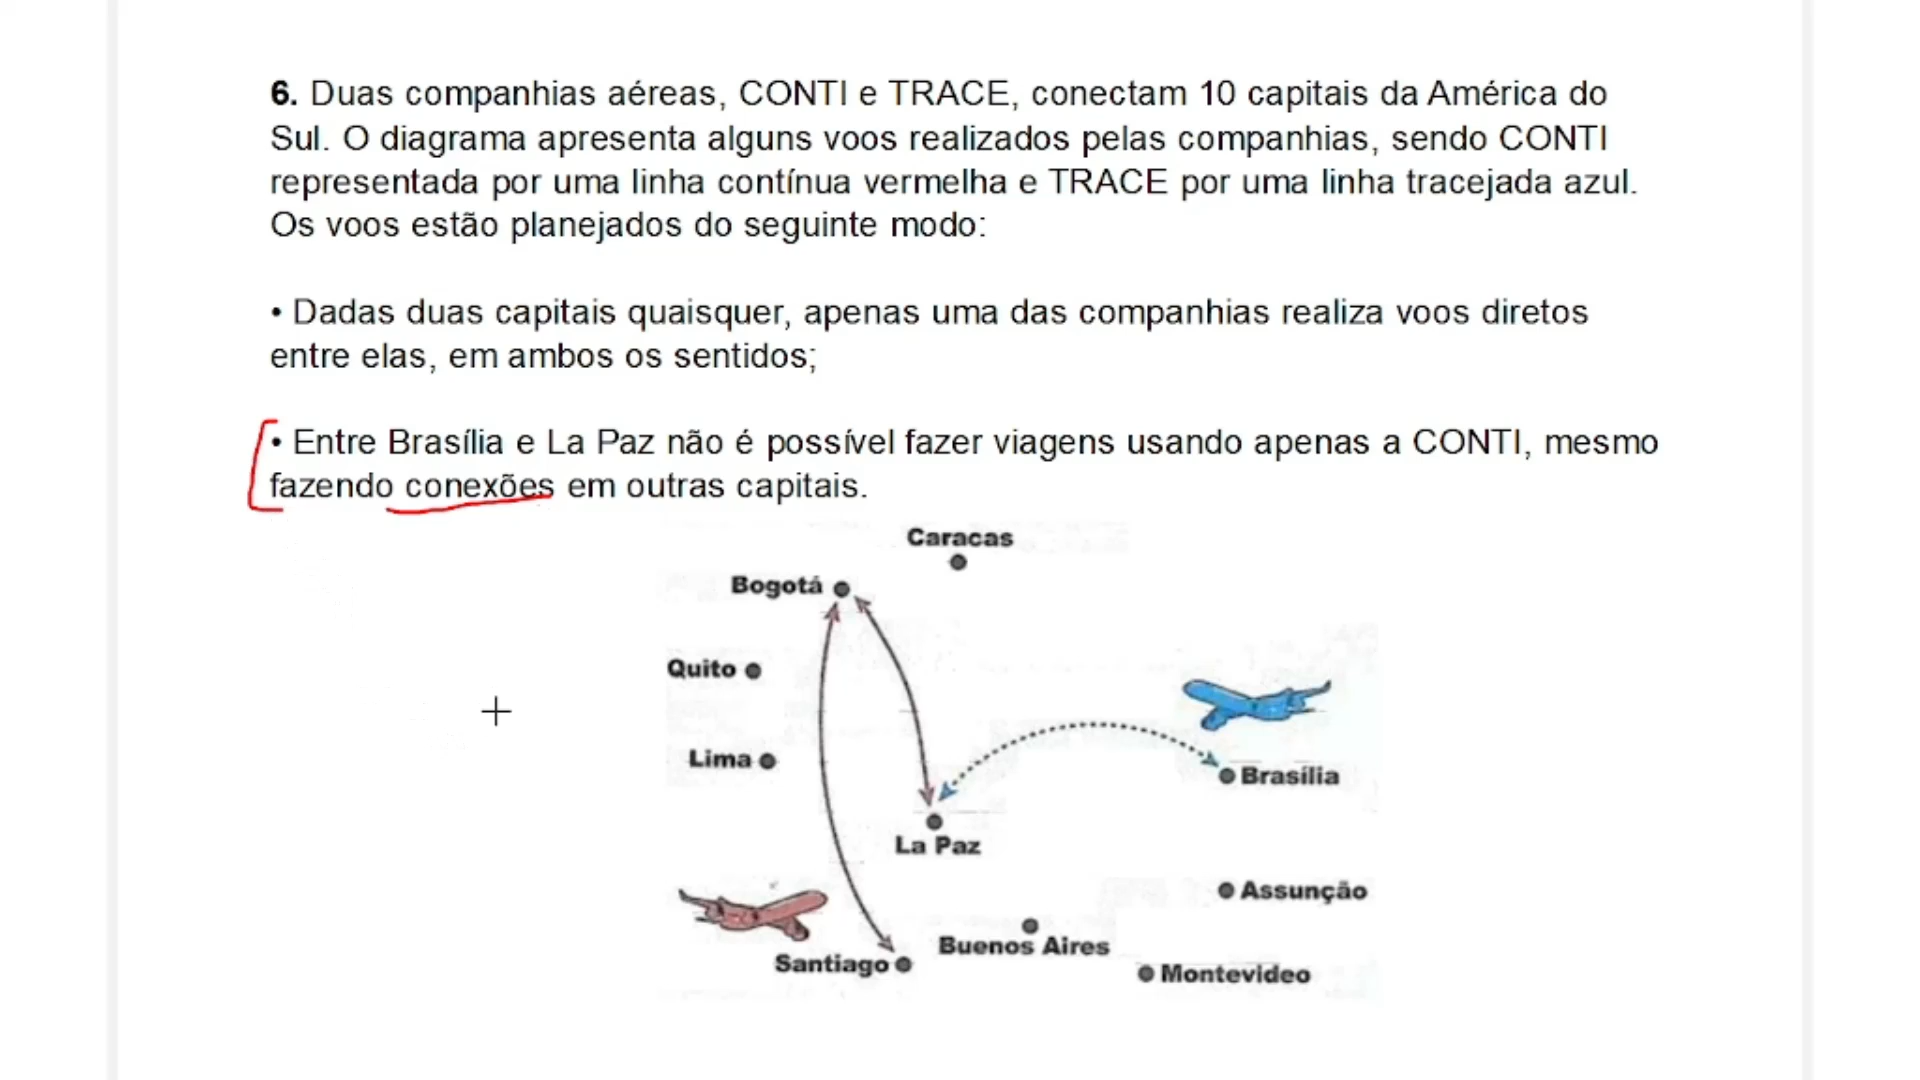 6. Duas companhias aéreas, CONTI e TRACE, conectam 10 capitais da América do
Sul. O diagrama apresenta alguns voos realizados pelas companhias, sendo CONTI
representada por uma linha contínua vermelha e TRACE por uma linha tracejada azul.
Os voos estão planejados do seguinte modo:
• Dadas duas capitais quaisquer, apenas uma das companhias realiza voos diretos
entre elas, em ambos os sentidos;
• Entre Brasília e La Paz não é possível fazer viagens usando apenas a CONTI, mesmo
fazendo conexões em outras capitais.
Caracas
Bogotá
Quito
Lima
Brasília
La Paz
Assunção
Buenos Aires
Santiago
Montevideo